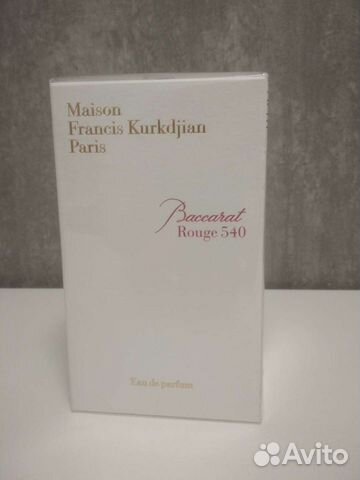 Maison
Francis Kurkdjian
Paris
Baccarat
Rouge 540
Eau de parfum
Avito